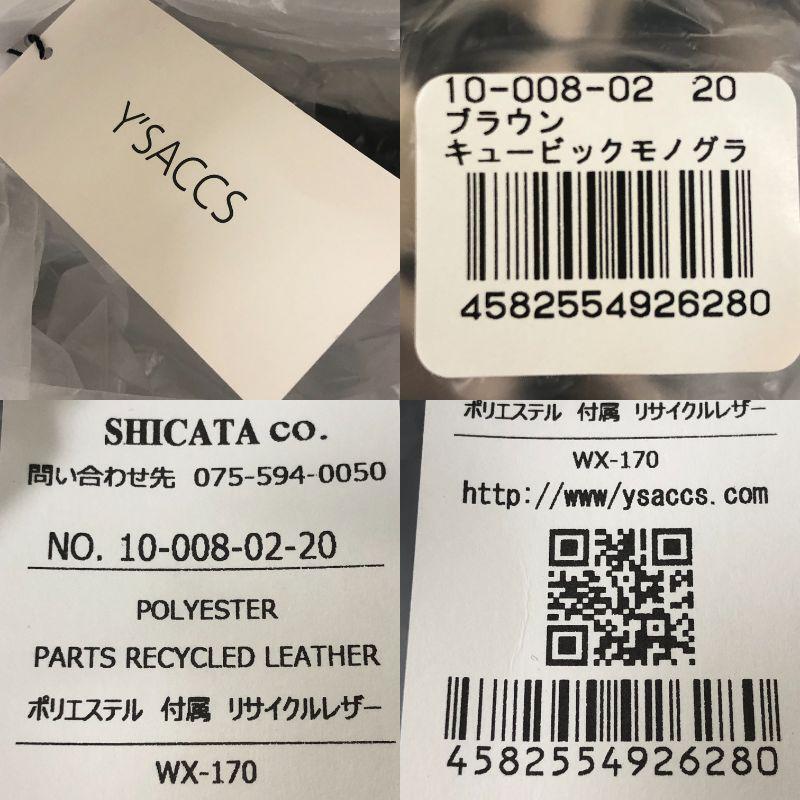 Y'SACCS
10-008-02 20
ブラウン
キュービックモノグラ
4582554926280
SHICATA CO.
問い合わせ先 075-594-0050
NO. 10-008-02-20
POLYESTER
PARTS RECYCLED LEATHER
ポリエステル 付属 リサイクルレザー
WX-170
ポリエステル 付属 リサイクルレザー
WX-170
http://www/ysaccs.com
4582554926280